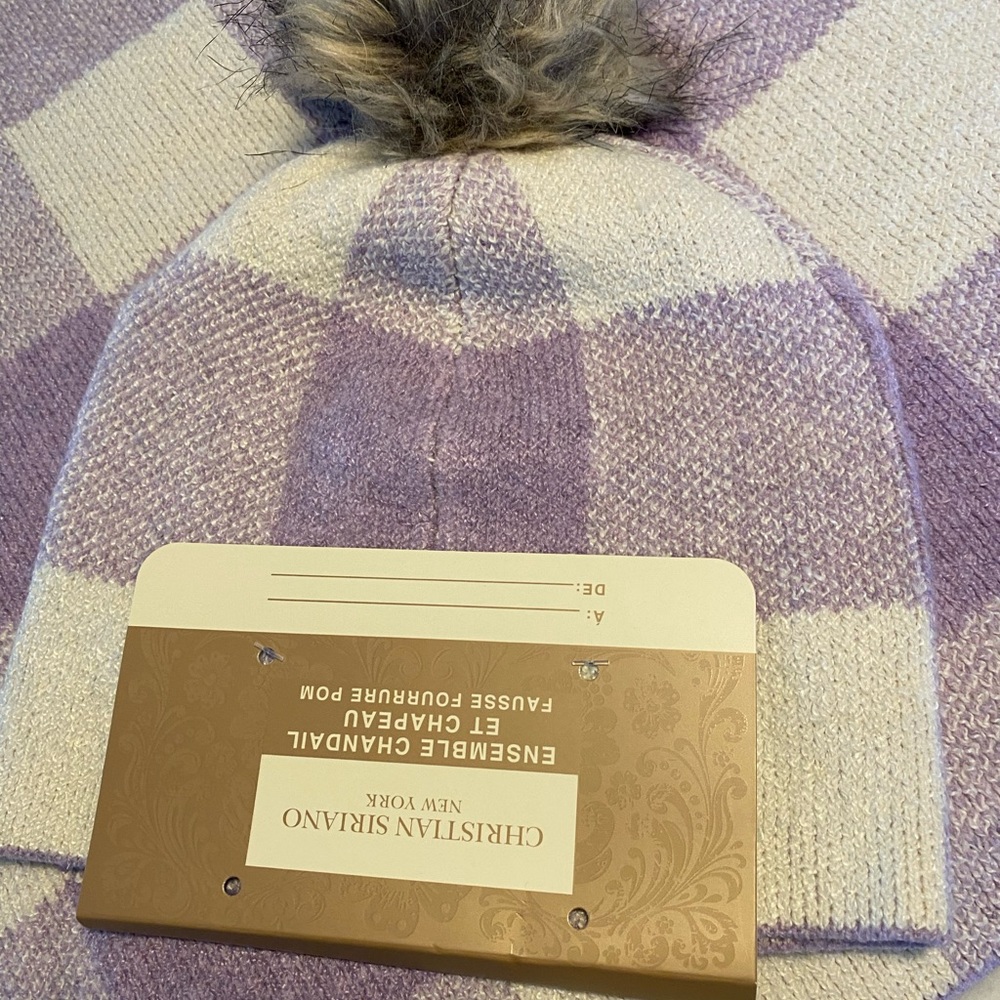 CHRISTIAN SIRIANO
NEW YORK
ENSEMBLE CHANDAIL
ET CHAPEAU
FAUSSE FOURRURE POM
Á:
DE: